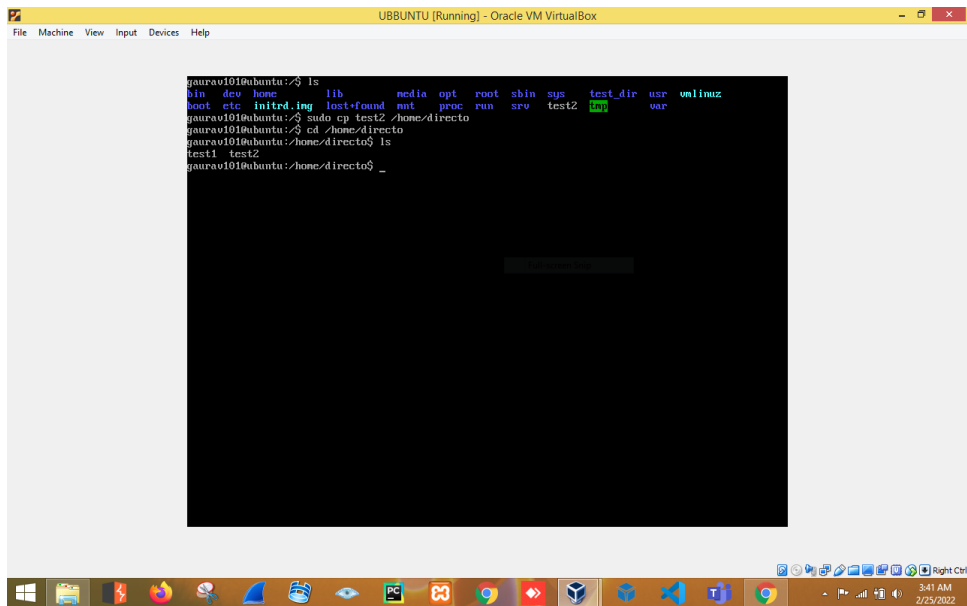 UBBUNTU [Running] - Oracle VM VirtualBox
File Machine View Input Devices Help
gaurav101@ubuntu:/$ ls
bin dev home lib media opt root sbin sys test_dir usr vmlinuz
boot etc initrd.img lost+found mnt proc run srv test2 tmp var
gaurav101@ubuntu:/$ sudo cp test2 /home/directo
gaurav101@ubuntu:/$ cd /home/directo
gaurav101@ubuntu:/home/directo$ ls
test1 test2
gaurav101@ubuntu:/home/directo$ _
Right Ctrl
PC
3:41 AM
2/25/2022